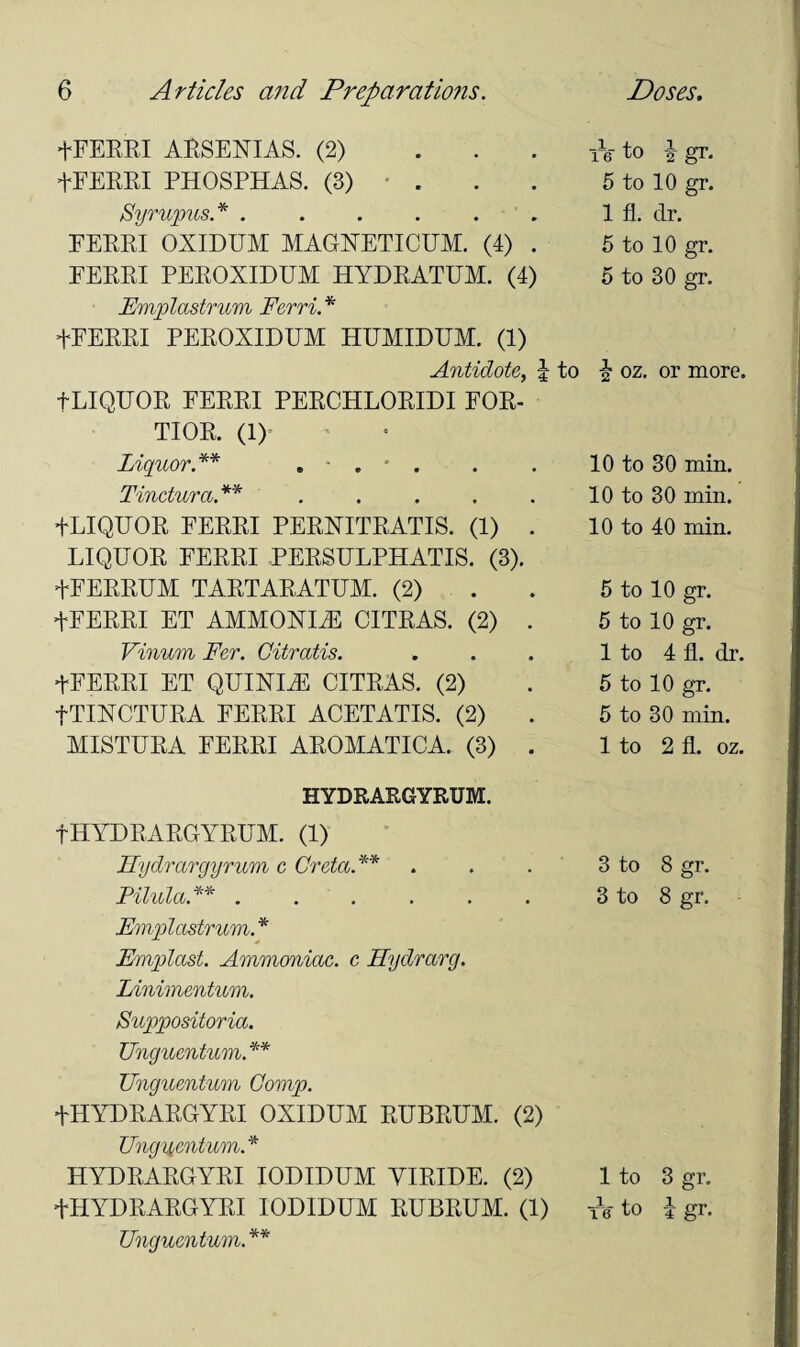 6 Articles and Preparations. Doses.
†FERRI ARSENIAS. (2) . . . 1/16 to 1/2 gr.
†FERRI PHOSPHAS. (3) . . . 5 to 10 gr.
Syrupus.* . . . . . . 1 fl. dr.
FERRI OXIDUM MAGNETICUM. (4) . 5 to 10 gr.
FERRI PEROXIDUM HYDRATUM. (4) 5 to 30 gr.
Emplastrum Ferri.*
†FERRI PEROXIDUM HUMIDUM. (1)
Antidote, 1/4 to 1/2 oz. or more.
†LIQUOR FERRI PERCHLORIDI FOR-
TIOR. (1)
Liquor.** . . . . . 10 to 30 min.
Tinctura.** . . . . . 10 to 30 min.
†LIQUOR FERRI PERNITRATIS. (1) . 10 to 40 min.
LIQUOR FERRI PERSULPHATIS. (3).
†FERRUM TARTARATUM. (2) . . 5 to 10 gr.
†FERRI ET AMMONIÆ CITRAS. (2) . 5 to 10 gr.
Vinum Fer. Citratis. . . . 1 to 4 fl. dr.
†FERRI ET QUINIÆ CITRAS. (2) . 5 to 10 gr.
†TINCTURA FERRI ACETATIS. (2) . 5 to 30 min.
MISTURA FERRI AROMATICA. (3) . 1 to 2 fl. oz.
HYDRARGYRUM.
†HYDRARGYRUM. (1)
Hydrargyrum c Creta.** . . . 3 to 8 gr.
Pilula.** . . . . . . 3 to 8 gr.
Emplastrum.*
Emplast. Ammoniac. c Hydrarg.
Linimentum.
Suppositoria.
Unguentum.**
Unguentum Comp.
†HYDRARGYRI OXIDUM RUBRUM. (2)
Unguentum.*
HYDRARGYRI IODIDUM VIRIDE. (2) 1 to 3 gr.
†HYDRARGYRI IODIDUM RUBRUM. (1) 1/16 to 1/4 gr.
Unguentum.**